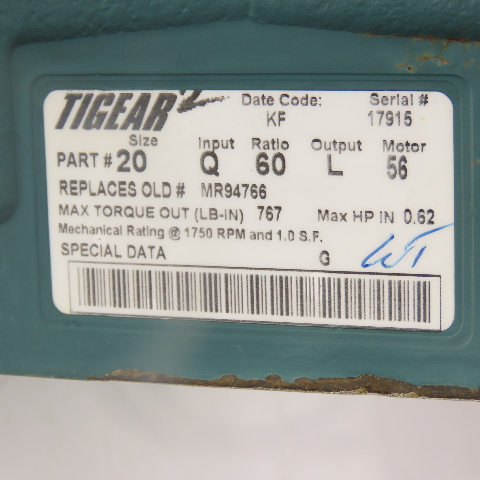 TIGEAR 2 Date Code: Serial #
KF 17915
Size Input Ratio Output Motor
PART # 20 Q 60 L 56
REPLACES OLD # MR94766
MAX TORQUE OUT (LB-IN) 767 Max HP IN 0.62
Mechanical Rating @ 1750 RPM and 1.0 S.F.
SPECIAL DATA G